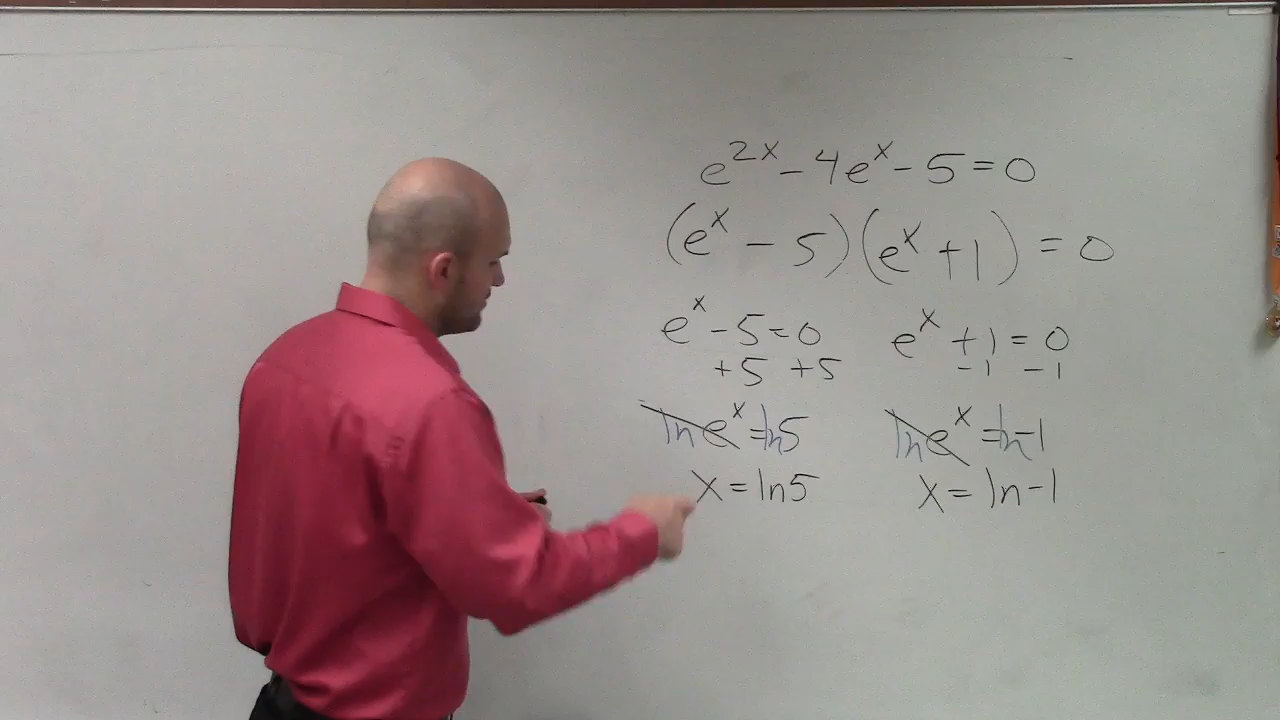 e^{2x} - 4e^x - 5 = 0
(e^x - 5)(e^x + 1) = 0
e^x - 5 = 0 e^x + 1 = 0
+5 +5 -1 -1
ln e^x = ln 5 ln e^x = ln -1
x = ln 5 x = ln -1